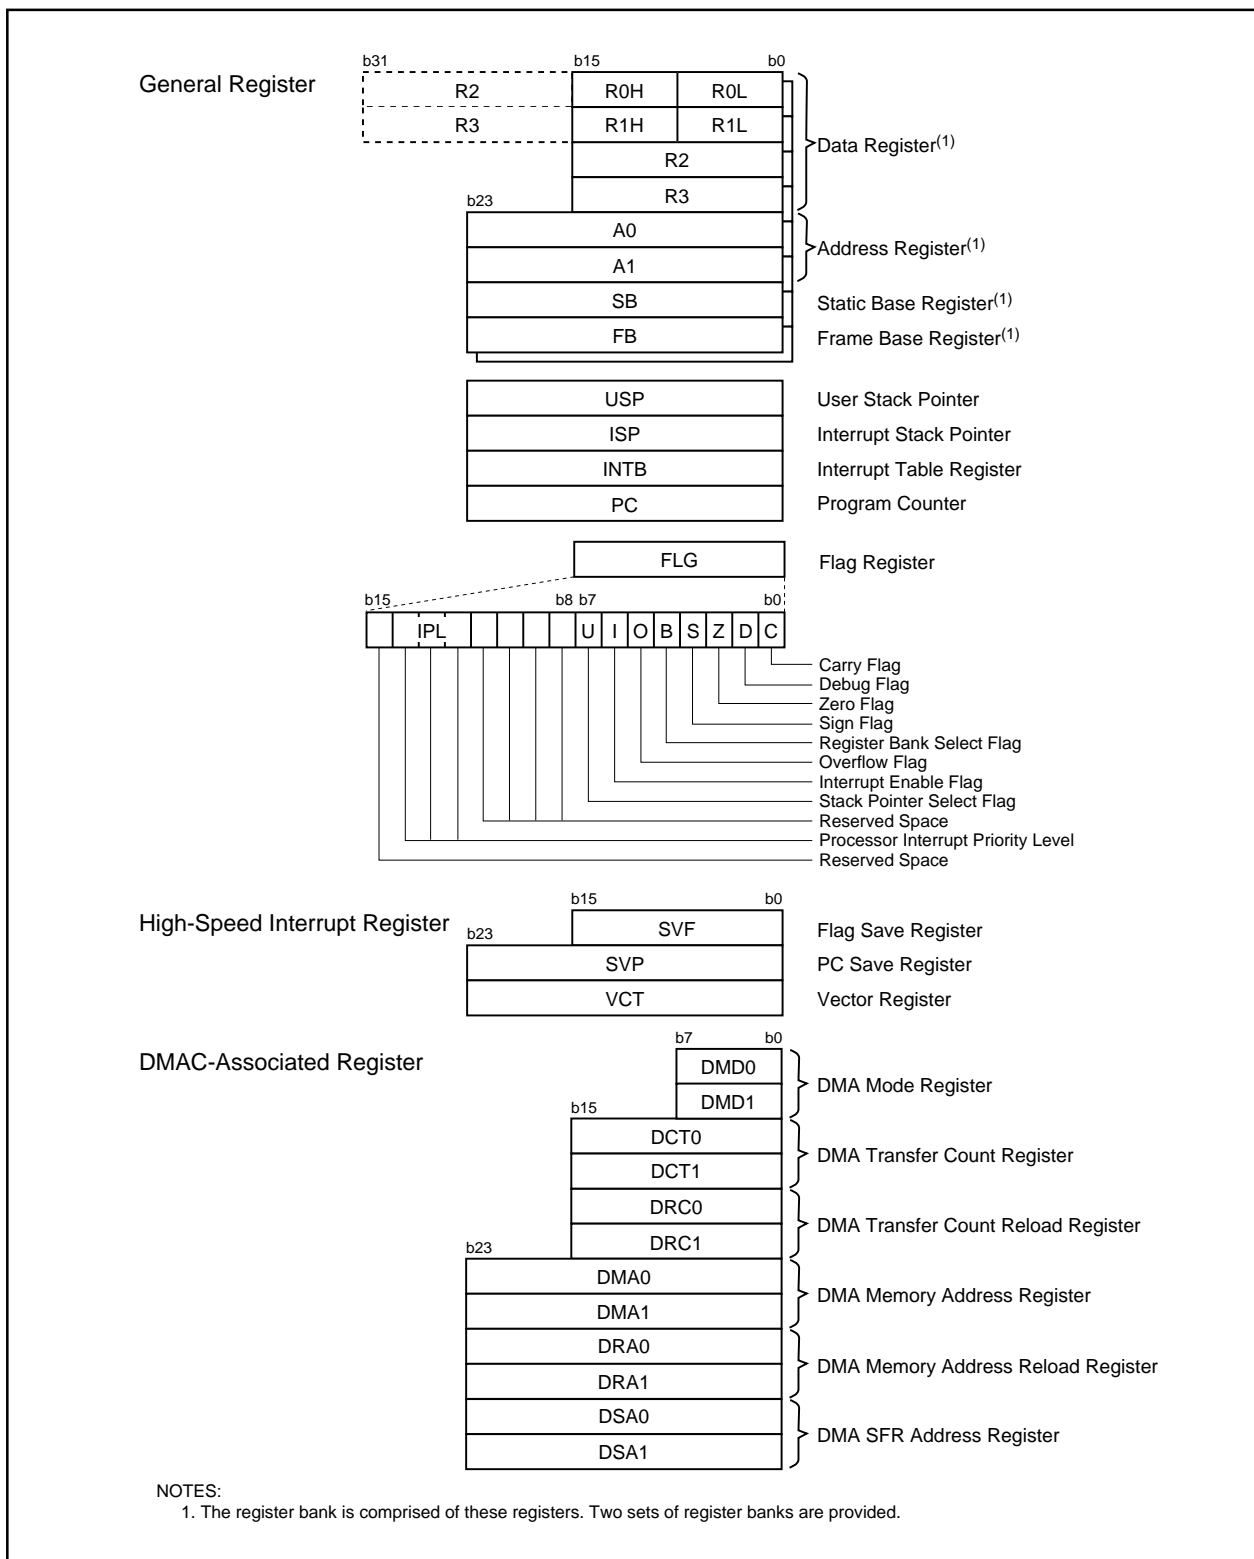 b31 b15 b0
General Register
R2 R0H R0L
R3 R1H R1L
R2
Data Register(1)
R3
b23
A0
A1
Address Register(1)
SB Static Base Register(1)
FB Frame Base Register(1)
USP User Stack Pointer
ISP Interrupt Stack Pointer
INTB Interrupt Table Register
PC Program Counter
FLG Flag Register
b15 b8 b7 b0
IPL U I O B S Z D C
Carry Flag
Debug Flag
Zero Flag
Sign Flag
Register Bank Select Flag
Overflow Flag
Interrupt Enable Flag
Stack Pointer Select Flag
Reserved Space
Processor Interrupt Priority Level
Reserved Space
b15 b0
High-Speed Interrupt Register
SVF Flag Save Register
b23
SVP PC Save Register
VCT Vector Register
b7 b0
DMAC-Associated Register
DMD0
DMA Mode Register
DMD1
b15
DCT0
DMA Transfer Count Register
DCT1
DRC0
DMA Transfer Count Reload Register
DRC1
b23
DMA0
DMA Memory Address Register
DMA1
DRA0
DMA Memory Address Reload Register
DRA1
DSA0
DMA SFR Address Register
DSA1
NOTES:
1. The register bank is comprised of these registers. Two sets of register banks are provided.